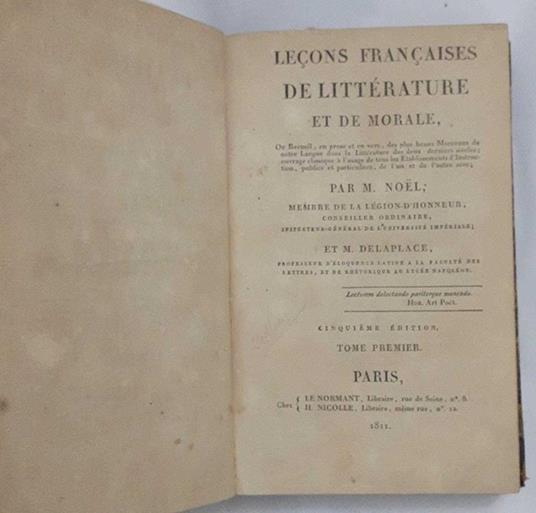 LEÇONS FRANÇAISES
DE LITTÉRATURE
ET DE MORALE,
Ou Recueil, en prose et en vers, des plus beaux Morceaux de
notre Langue dans la Littérature des deux derniers siècles;
ouvrage classique à l'usage de tous les Établissemens d'Instruc-
tion, publics et particuliers, de l'un et de l'autre sexe;
PAR M. NOËL,
MEMBRE DE LA LÉGION-D'HONNEUR,
CONSEILLER ORDINAIRE,
INSPECTEUR-GÉNÉRAL DE L'UNIVERSITÉ IMPÉRIALE;
ET M. DELAPLACE,
PROFESSEUR D'ÉLOQUENCE LATINE A LA FACULTÉ DES
LETTRES, ET DE RHÉTORIQUE AU LYCÉE NAPOLÉON.
Lectorem delectando pariterque monendo.
HOR. Art Poët.
CINQUIÈME ÉDITION.
TOME PREMIER.
PARIS,
Chez { LE NORMANT, Libraire, rue de Seine, nº. 8.
H. NICOLLE, Libraire, même rue, nº. 12.
1811.